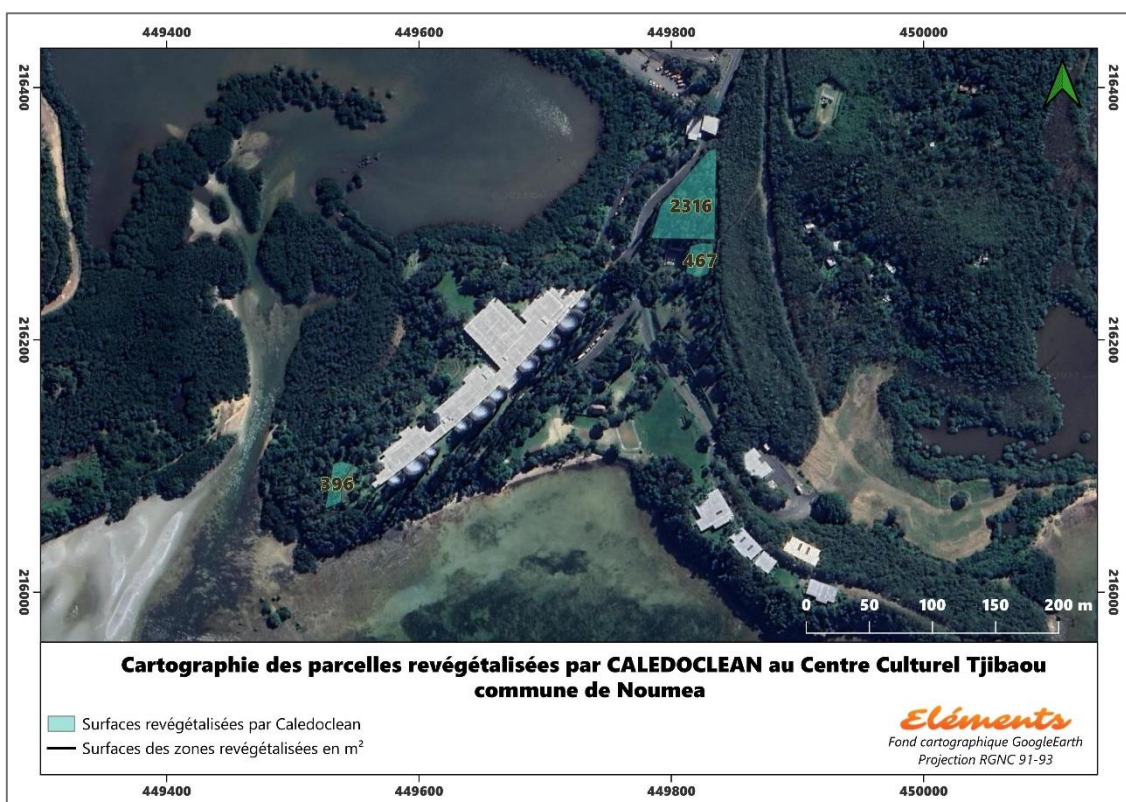 449400 449600 449800 450000
216400 216400
2316
467
216200 216200
396
216000 216000
0 50 100 150 200 m
Cartographie des parcelles revégétalisées par CALEDOCLEAN au Centre Culturel Tjibaou
commune de Noumea
Surfaces revégétalisées par Caledoclean
Surfaces des zones revégétalisées en m²
Eléments
Fond cartographique GoogleEarth
Projection RGNC 91-93
449400 449600 449800 450000